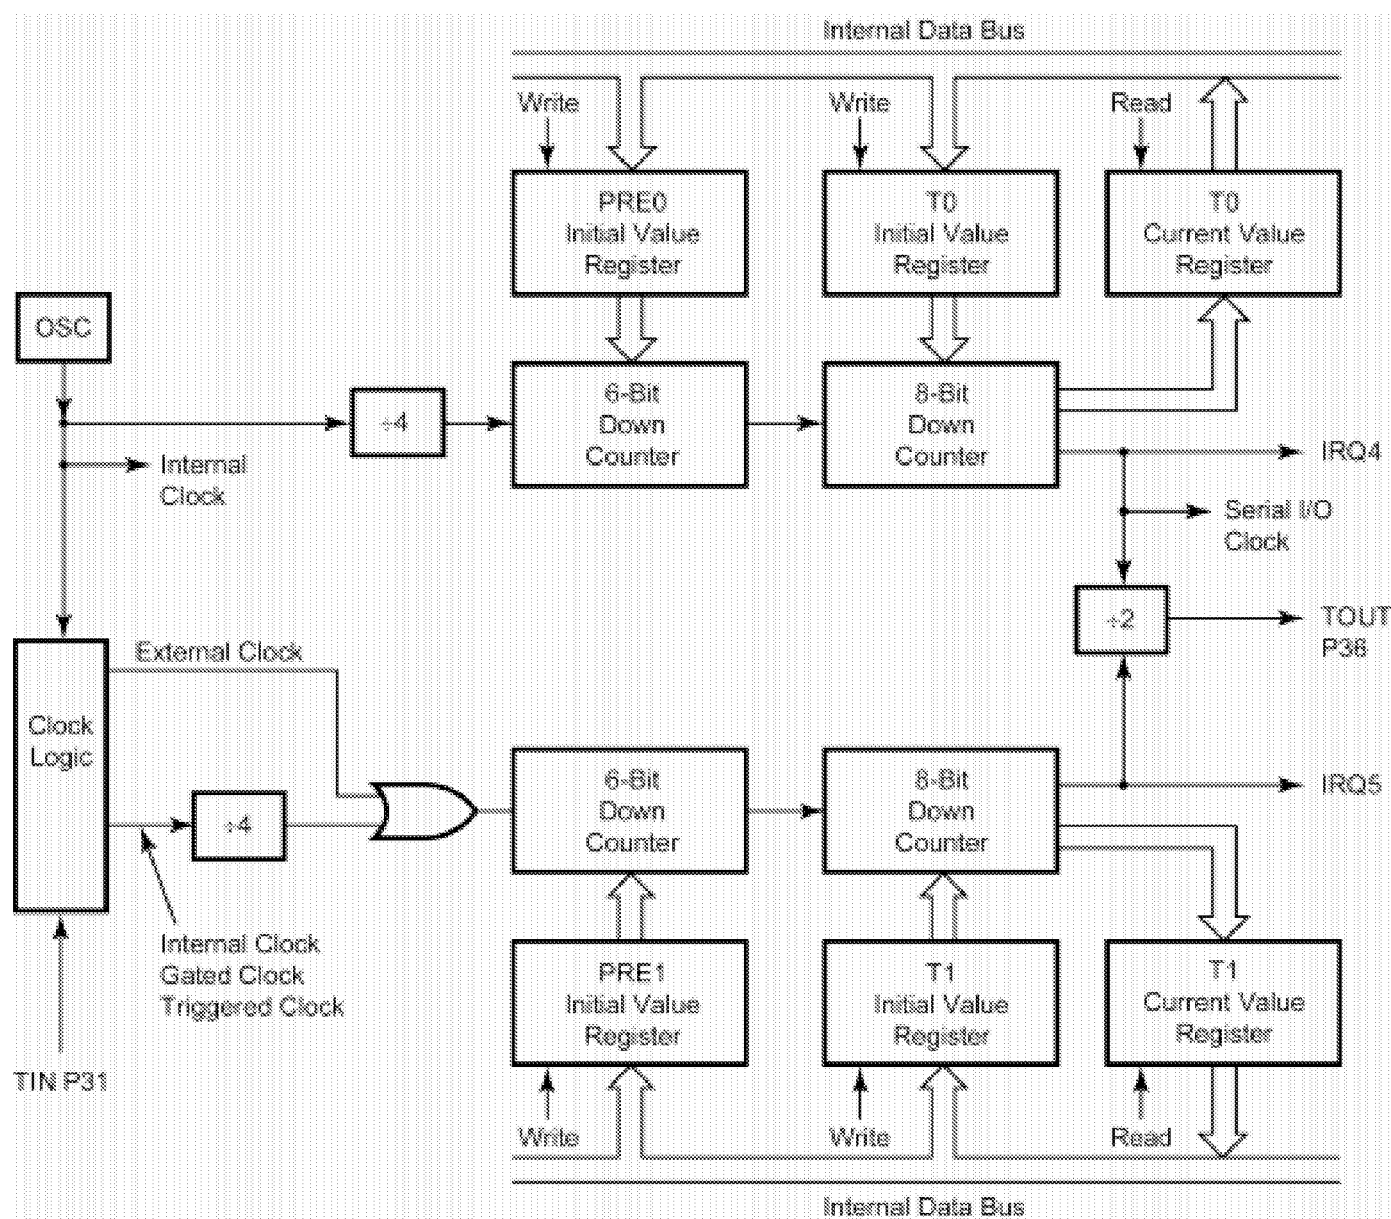 Internal Data Bus
Write
Write
Read
PRE0
Initial Value
Register
T0
Initial Value
Register
T0
Current Value
Register
OSC
÷4
6-Bit
Down
Counter
8-Bit
Down
Counter
Internal
Clock
IRQ4
Serial I/O
Clock
÷2
TOUT
P36
External Clock
Clock
Logic
÷4
6-Bit
Down
Counter
8-Bit
Down
Counter
IRQ5
Internal Clock
Gated Clock
Triggered Clock
TIN P31
PRE1
Initial Value
Register
T1
Initial Value
Register
T1
Current Value
Register
Write
Write
Read
Internal Data Bus